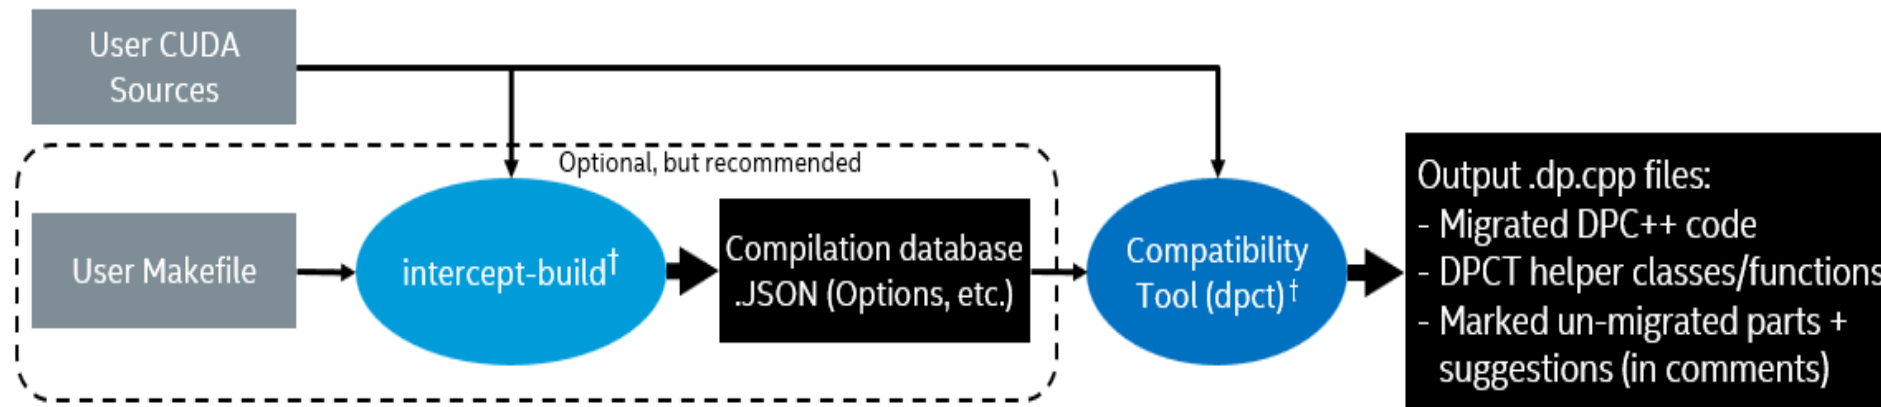 User CUDA
Sources
Optional, but recommended
User Makefile
intercept-build†
Compilation database
.JSON (Options, etc.)
Compatibility
Tool (dpct)†
Output .dp.cpp files:
- Migrated DPC++ code
- DPCT helper classes/functions
- Marked un-migrated parts +
suggestions (in comments)